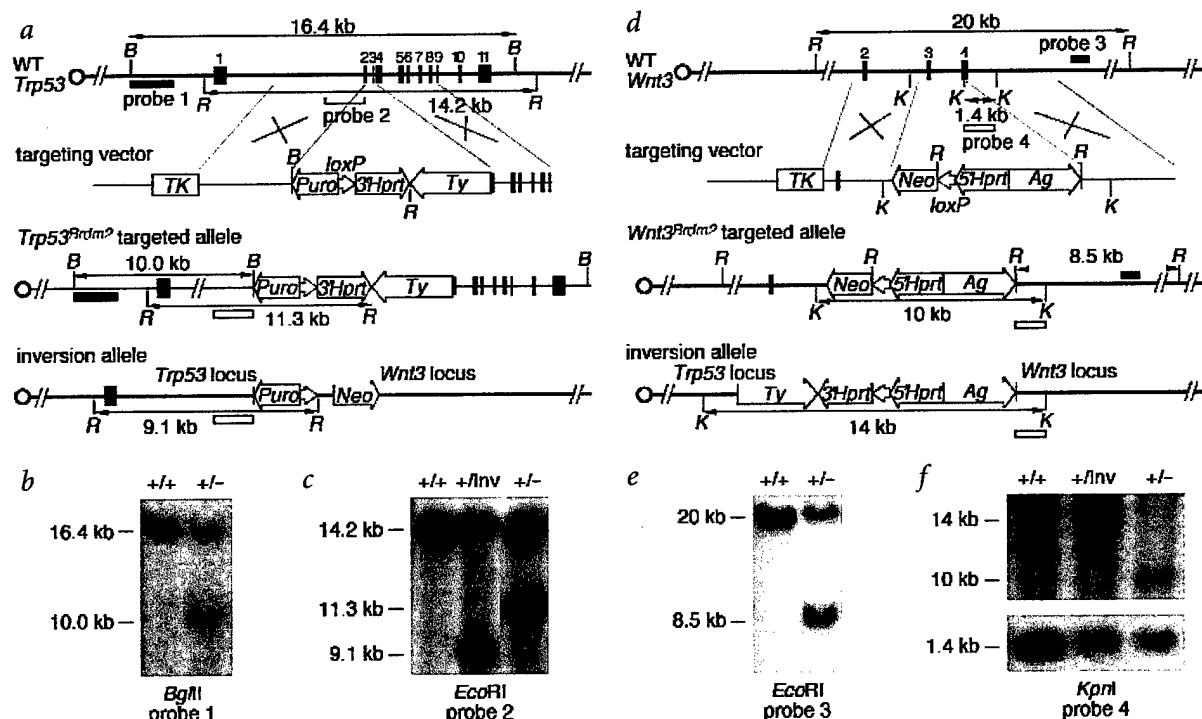 a
16.4 kb
B
B
1
234
56
7
89
10
11
WT
Trp53
probe 1
R
R
probe 2
14.2 kb
targeting vector
B
loxP
TK
Puro
3'Hprt
Ty
R
Trp53Brdm2 targeted allele
B
B
B
10.0 kb
Puro
3'Hprt
Ty
R
11.3 kb
R
inversion allele
Trp53 locus
Wnt3 locus
Puro
Neo
R
9.1 kb
R
d
20 kb
R
R
probe 3
2
3
4
WT
Wnt3
K
K
K
1.4 kb
probe 4
targeting vector
R
R
TK
Neo
5'Hprt
Ag
K
loxP
K
Wnt3Brdm2 targeted allele
R
R
R
R
8.5 kb
Neo
5'Hprt
Ag
K
10 kb
K
inversion allele
Trp53 locus
Wnt3 locus
Ty
3'Hprt
5'Hprt
Ag
K
14 kb
K
b
+/+ +/−
16.4 kb
10.0 kb
BglII
probe 1
c
+/+ +/Inv +/−
14.2 kb
11.3 kb
9.1 kb
EcoRI
probe 2
e
+/+ +/−
20 kb
8.5 kb
EcoRI
probe 3
f
+/+ +/Inv +/−
14 kb
10 kb
1.4 kb
KpnI
probe 4